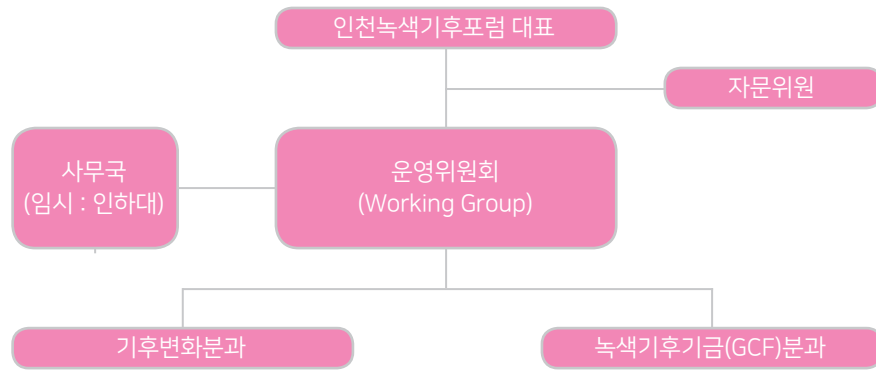 인천녹색기후포럼 대표
자문위원
사무국
(임시 : 인하대)
운영위원회
(Working Group)
기후변화분과
녹색기후기금(GCF)분과